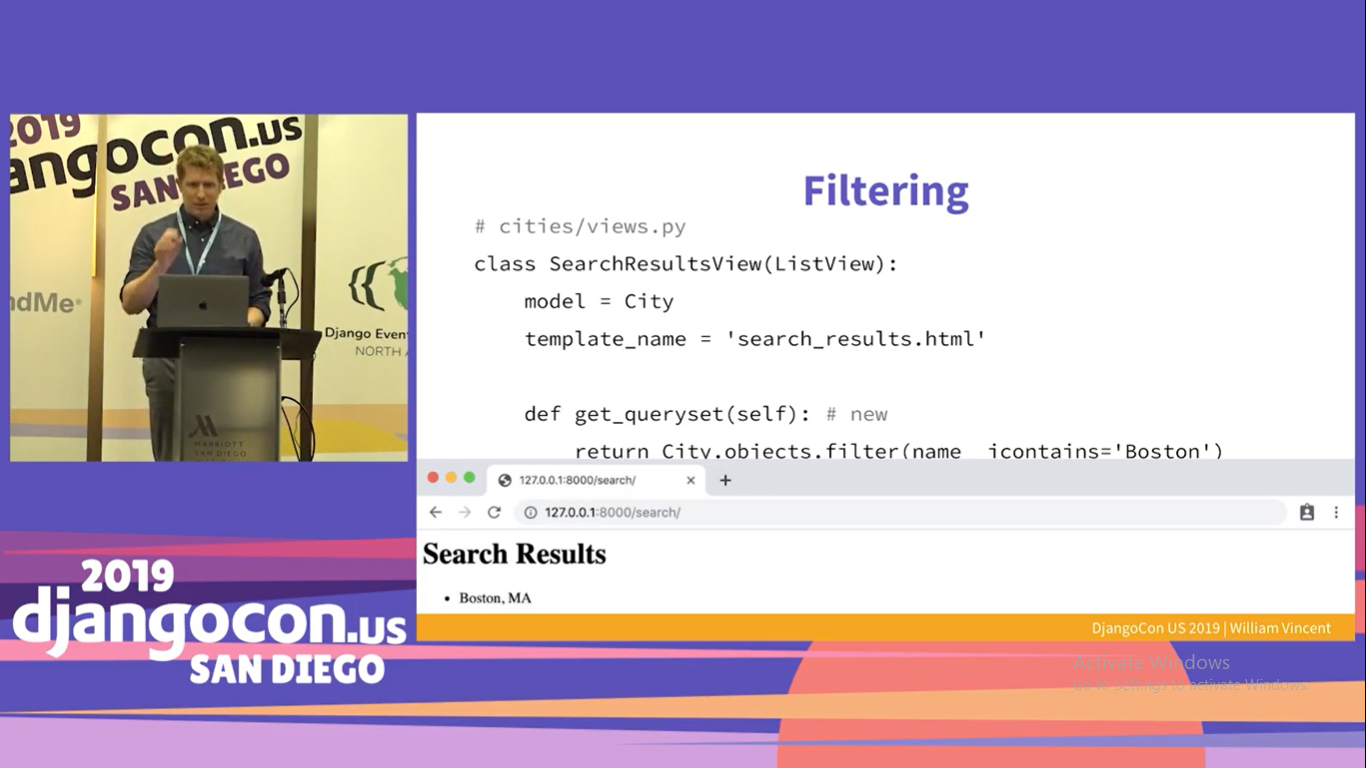 2019
angocon.us
SAN DIEGO
ndMe
Django Even
NORTH A
MARRIOTT
SAN DIEGO
Filtering
# cities/views.py
class SearchResultsView(ListView):
model = City
template_name = 'search_results.html'
def get_queryset(self): # new
return City.objects.filter(name__icontains='Boston')
127.0.0.1:8000/search/
127.0.0.1:8000/search/
Search Results
• Boston, MA
DjangoCon US 2019 | William Vincent
2019
djangocon.us
SAN DIEGO
Activate Windows
Go to Settings to activate Windows.